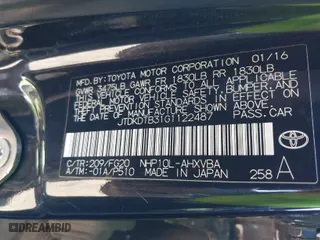 MFD. BY: TOYOTA MOTOR CORPORATION 01/16
GVWR 3475LB GAWR FR 1830LB RR 1830LB
THIS VEHICLE CONFORMS TO ALL APPLICABLE
FEDERAL MOTOR VEHICLE SAFETY, BUMPER, AND
THEFT PREVENTION STANDARDS IN EFFECT ON
THE DATE OF MANUFACTURE SHOWN ABOVE.
JTDKDTB31G1122487 PASS.CAR
C/TR:209/FG20 NHP10L-AHXVBA
A/TM:-01A/P510 MADE IN JAPAN 258 A
TOYOTA